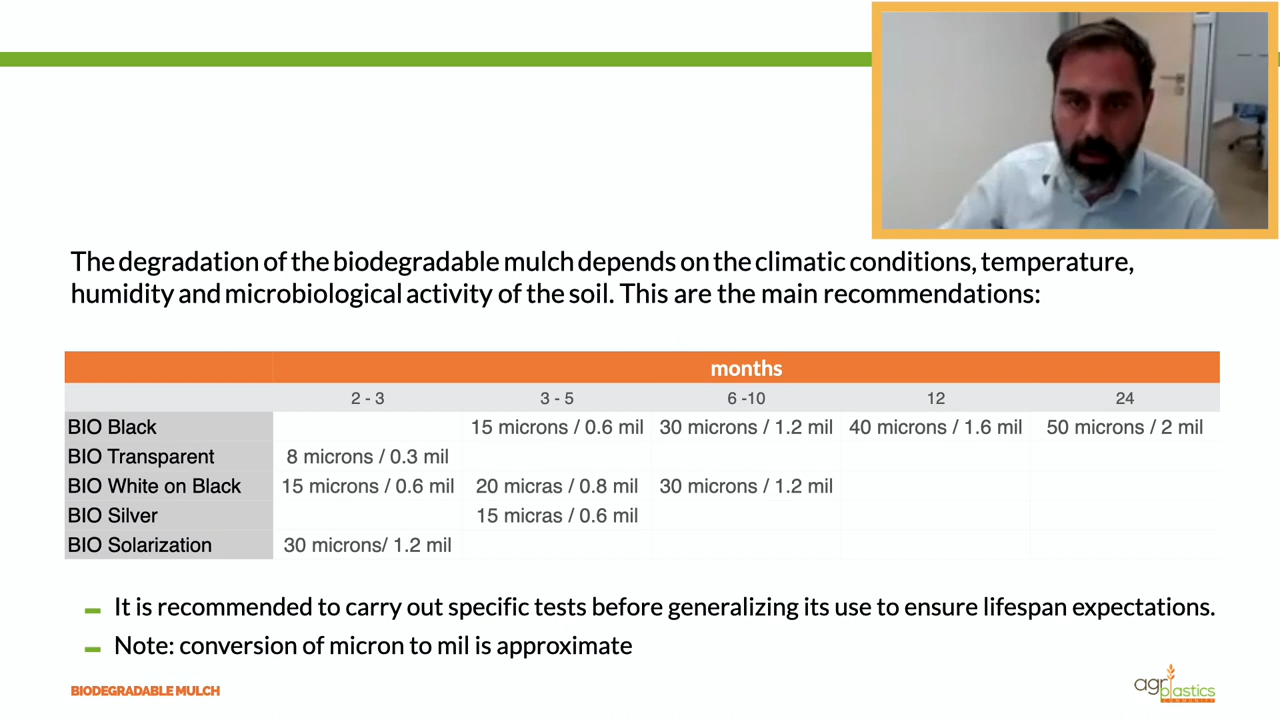 The degradation of the biodegradable mulch depends on the climatic conditions, temperature,
humidity and microbiological activity of the soil. This are the main recommendations:
months
2 - 3 3 - 5 6 -10 12 24
BIO Black 15 microns / 0.6 mil 30 microns / 1.2 mil 40 microns / 1.6 mil 50 microns / 2 mil
BIO Transparent 8 microns / 0.3 mil
BIO White on Black 15 microns / 0.6 mil 20 micras / 0.8 mil 30 microns / 1.2 mil
BIO Silver 15 micras / 0.6 mil
BIO Solarization 30 microns/ 1.2 mil
It is recommended to carry out specific tests before generalizing its use to ensure lifespan expectations.
Note: conversion of micron to mil is approximate
BIODEGRADABLE MULCH
agrplastics
COMMUNITY